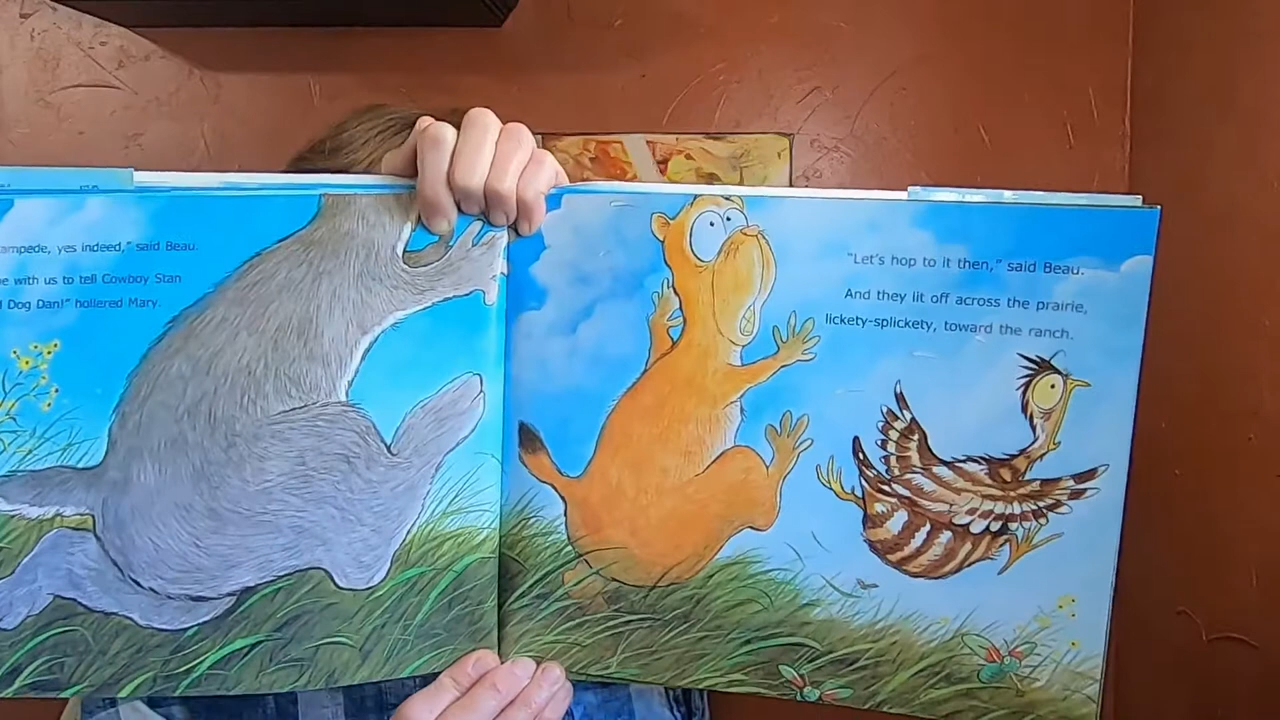 ampede, yes indeed," said Beau.
e with us to tell Cowboy Stan
Dog Dan!" hollered Mary.
"Let's hop to it then," said Beau.
And they lit off across the prairie,
lickety-splickety, toward the ranch.